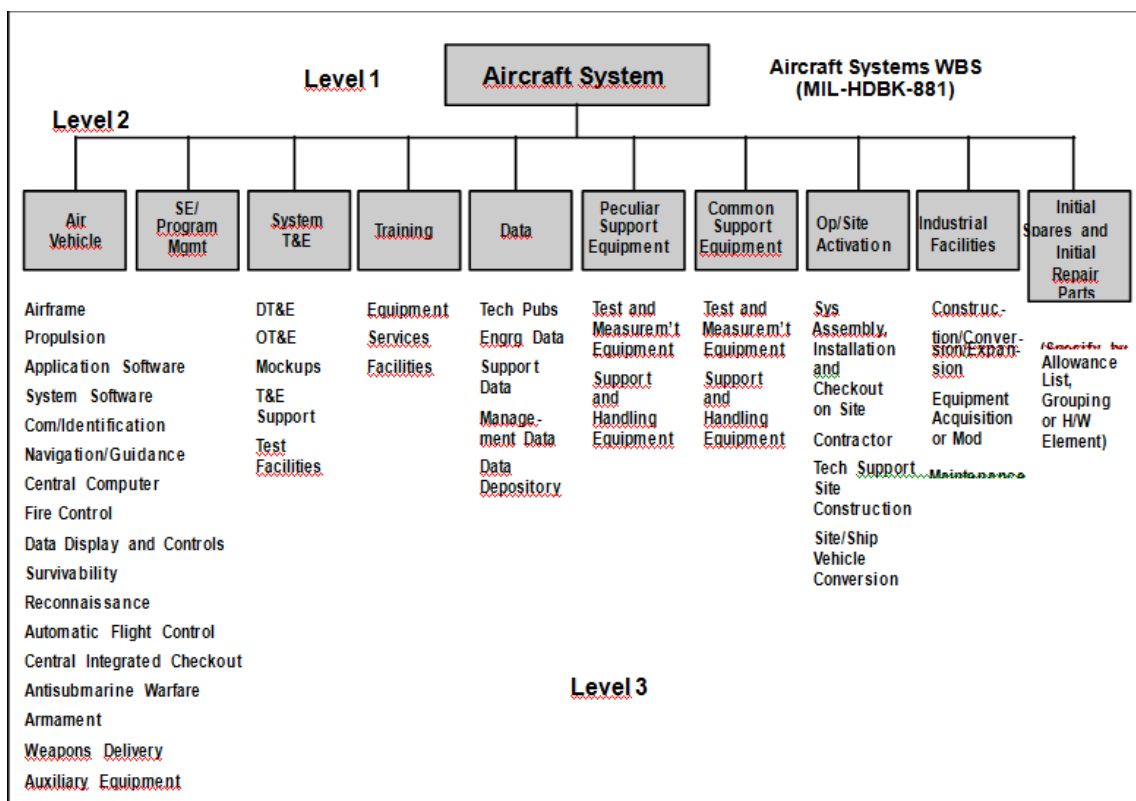 Level 1
Aircraft System
Aircraft Systems WBS
(MIL-HDBK-881)
Level 2
Air
Vehicle
SE/
Program
Mgmt
System
T&E
Training
Data
Peculiar
Support
Equipment
Common
Support
Equipment
Op/Site
Activation
Industrial
Facilities
Initial
Spares and
Initial
Repair
Parts
Airframe
Propulsion
Application Software
System Software
Com/Identification
Navigation/Guidance
Central Computer
Fire Control
Data Display and Controls
Survivability
Reconnaissance
Automatic Flight Control
Central Integrated Checkout
Antisubmarine Warfare
Armament
Weapons Delivery
Auxiliary Equipment
DT&E
OT&E
Mockups
T&E
Support
Test
Facilities
Equipment
Services
Facilities
Tech Pubs
Engrg Data
Support
Data
Manage-
ment Data
Data
Depository
Test and
Measurem't
Equipment
Support
and
Handling
Equipment
Test and
Measurem't
Equipment
Support
and
Handling
Equipment
Sys
Assembly,
Installation
and
Checkout
on Site
Contractor
Tech Support
Site
Construction
Site/Ship
Vehicle
Conversion
Construc-
tion/Conver-
sion/Expan-
sion
Equipment
Acquisition
or Mod
Maintenance
(Specify by
Allowance
List,
Grouping
or H/W
Element)
Level 3